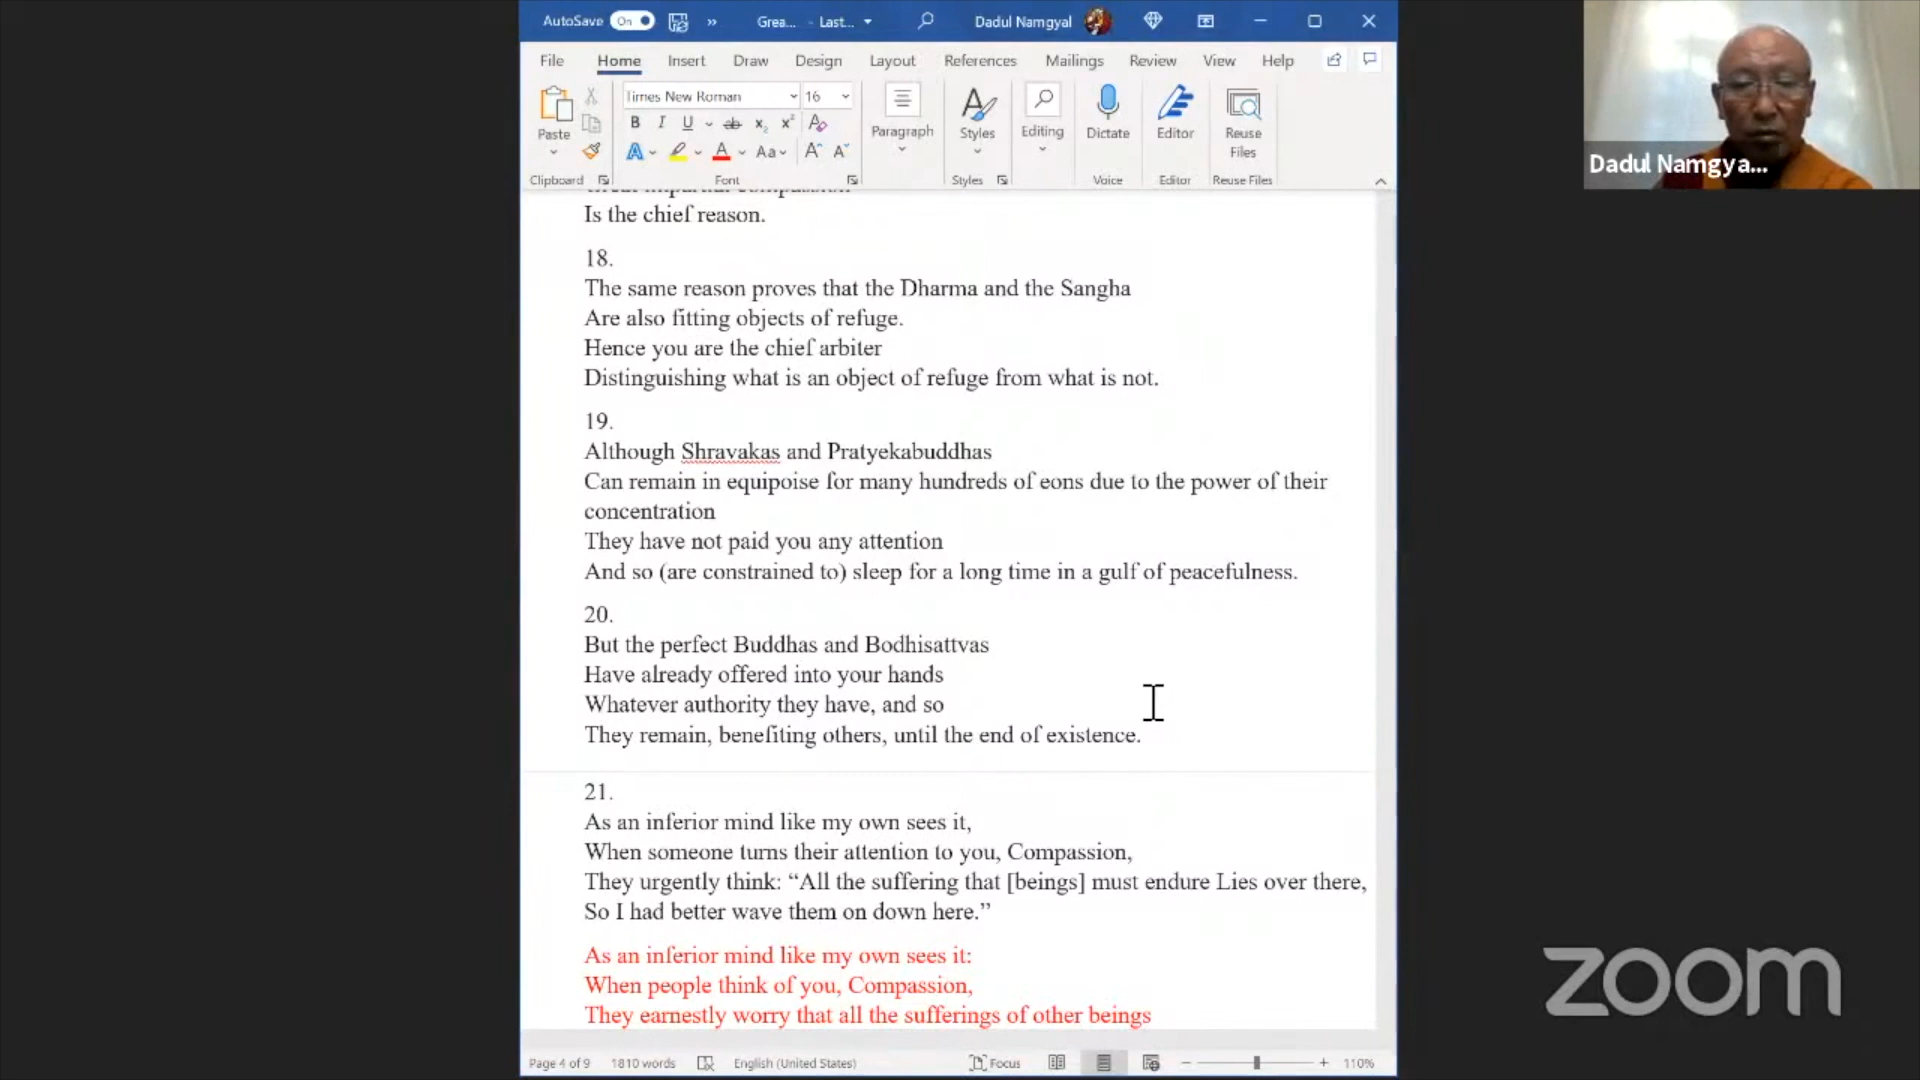 AutoSave On » Grea... - Last... Dadul Namgyal
File Home Insert Draw Design Layout References Mailings Review View Help
Times New Roman 16
Paste B I U ab x₂ x² A Paragraph Styles Editing Dictate Editor Reuse Files
A A Aa A A
Clipboard Font Styles Voice Editor Reuse Files
Dadul Namgya...
Is the chief reason.
18.
The same reason proves that the Dharma and the Sangha
Are also fitting objects of refuge.
Hence you are the chief arbiter
Distinguishing what is an object of refuge from what is not.
19.
Although Shravakas and Pratyekabuddhas
Can remain in equipoise for many hundreds of eons due to the power of their
concentration
They have not paid you any attention
And so (are constrained to) sleep for a long time in a gulf of peacefulness.
20.
But the perfect Buddhas and Bodhisattvas
Have already offered into your hands
Whatever authority they have, and so
They remain, benefiting others, until the end of existence.
21.
As an inferior mind like my own sees it,
When someone turns their attention to you, Compassion,
They urgently think: “All the suffering that [beings] must endure Lies over there,
So I had better wave them on down here.”
As an inferior mind like my own sees it:
When people think of you, Compassion,
They earnestly worry that all the sufferings of other beings
Page 4 of 9 1810 words English (United States) Focus 110%
zoom